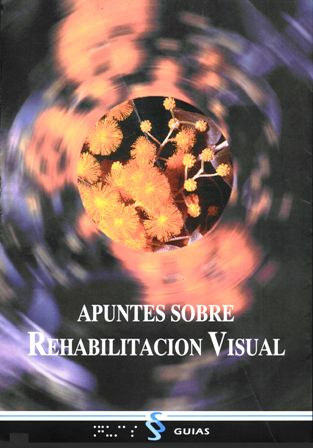 APUNTES SOBRE
REHABILITACION VISUAL
GUIAS